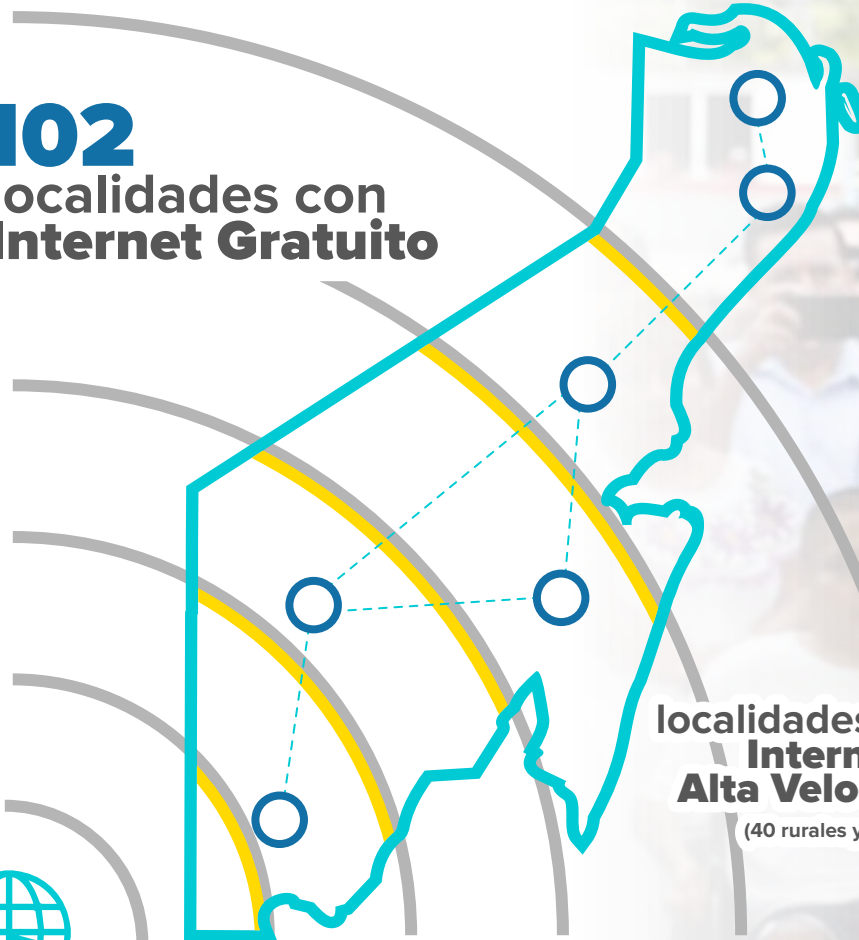 102
localidades con
Internet Gratuito
localidades
Intern
Alta Velo
(40 rurales y